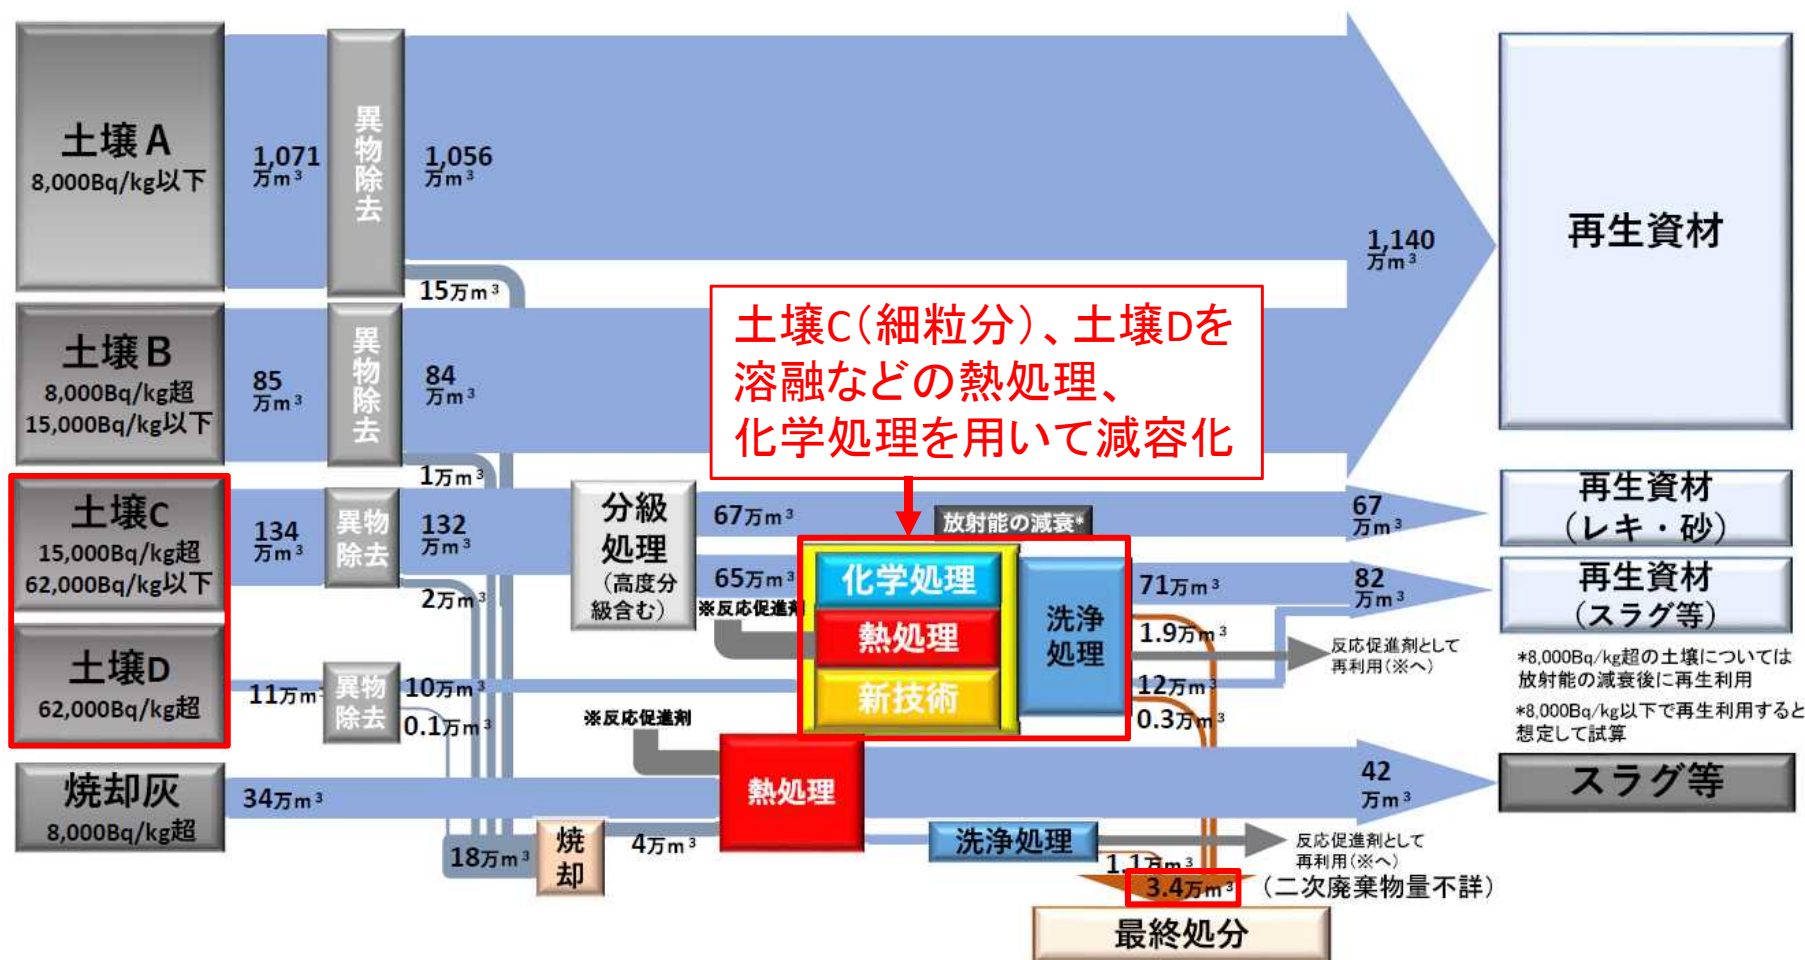 土壌A
8,000Bq/kg以下
1,071
万m³
異物除去
1,056
万m³
1,140
万m³
再生資材
15万m³
土壌B
8,000Bq/kg超
15,000Bq/kg以下
85
万m³
異物除去
84
万m³
1万m³
土壌C（細粒分）、土壌Dを
溶融などの熱処理、
化学処理を用いて減容化
土壌C
15,000Bq/kg超
62,000Bq/kg以下
134
万m³
異物
除去
132
万m³
2万m³
分級
処理
（高度分
級含む）
67万m³
放射能の減衰*
67
万m³
再生資材
（レキ・砂）
65万m³
※反応促進剤
化学処理
熱処理
新技術
洗浄
処理
71万m³
82
万m³
再生資材
（スラグ等）
1.9万m³
反応促進剤として
再利用（※へ）
12万m³
0.3万m³
*8,000Bq/kg超の土壌については
放射能の減衰後に再生利用
*8,000Bq/kg以下で再生利用すると
想定して試算
土壌D
62,000Bq/kg超
11万m³
異物
除去
10万m³
0.1万m³
※反応促進剤
焼却灰
8,000Bq/kg超
34万m³
熱処理
42
万m³
スラグ等
18万m³
焼
却
4万m³
洗浄処理
反応促進剤として
再利用（※へ）
1.1万m³
3.4万m³
（二次廃棄物量不詳）
最終処分